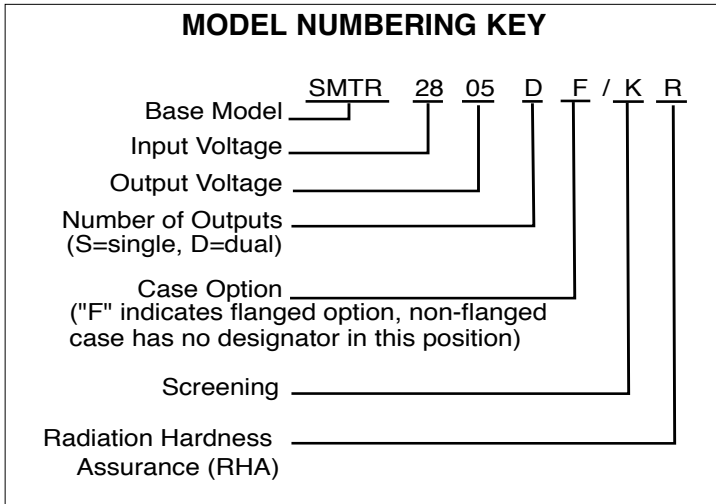 MODEL NUMBERING KEY
SMTR 28 05 D F / K R
Base Model
Input Voltage
Output Voltage
Number of Outputs
(S=single, D=dual)
Case Option
("F" indicates flanged option, non-flanged
case has no designator in this position)
Screening
Radiation Hardness
Assurance (RHA)